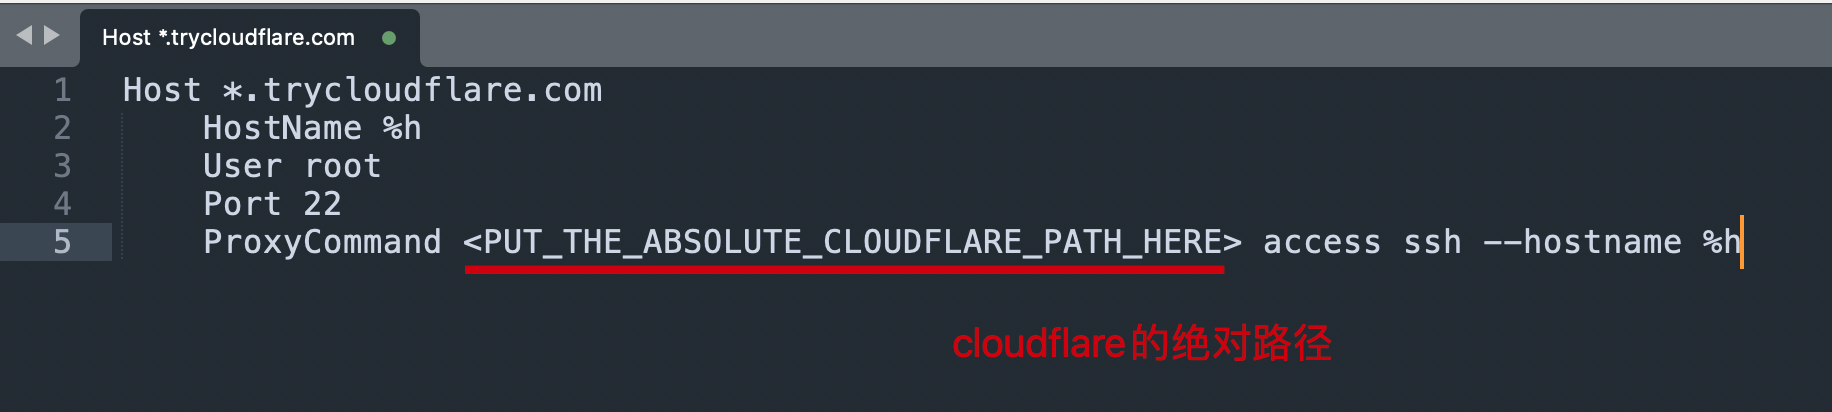 Host *.trycloudflare.com
1 Host *.trycloudflare.com
2 HostName %h
3 User root
4 Port 22
5 ProxyCommand <PUT_THE_ABSOLUTE_CLOUDFLARE_PATH_HERE> access ssh --hostname %h
cloudflare的绝对路径